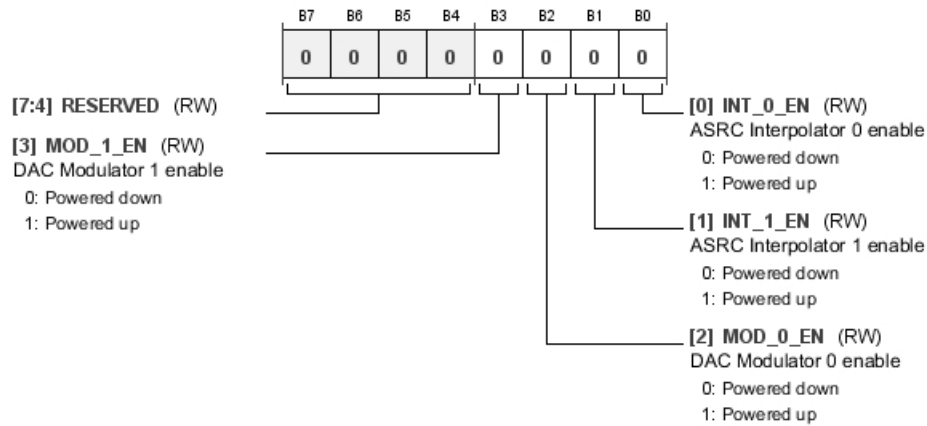 B7 B6 B5 B4 B3 B2 B1 B0
0 0 0 0 0 0 0 0
[7:4] RESERVED (RW)
[3] MOD_1_EN (RW)
DAC Modulator 1 enable
0: Powered down
1: Powered up
[0] INT_0_EN (RW)
ASRC Interpolator 0 enable
0: Powered down
1: Powered up
[1] INT_1_EN (RW)
ASRC Interpolator 1 enable
0: Powered down
1: Powered up
[2] MOD_0_EN (RW)
DAC Modulator 0 enable
0: Powered down
1: Powered up